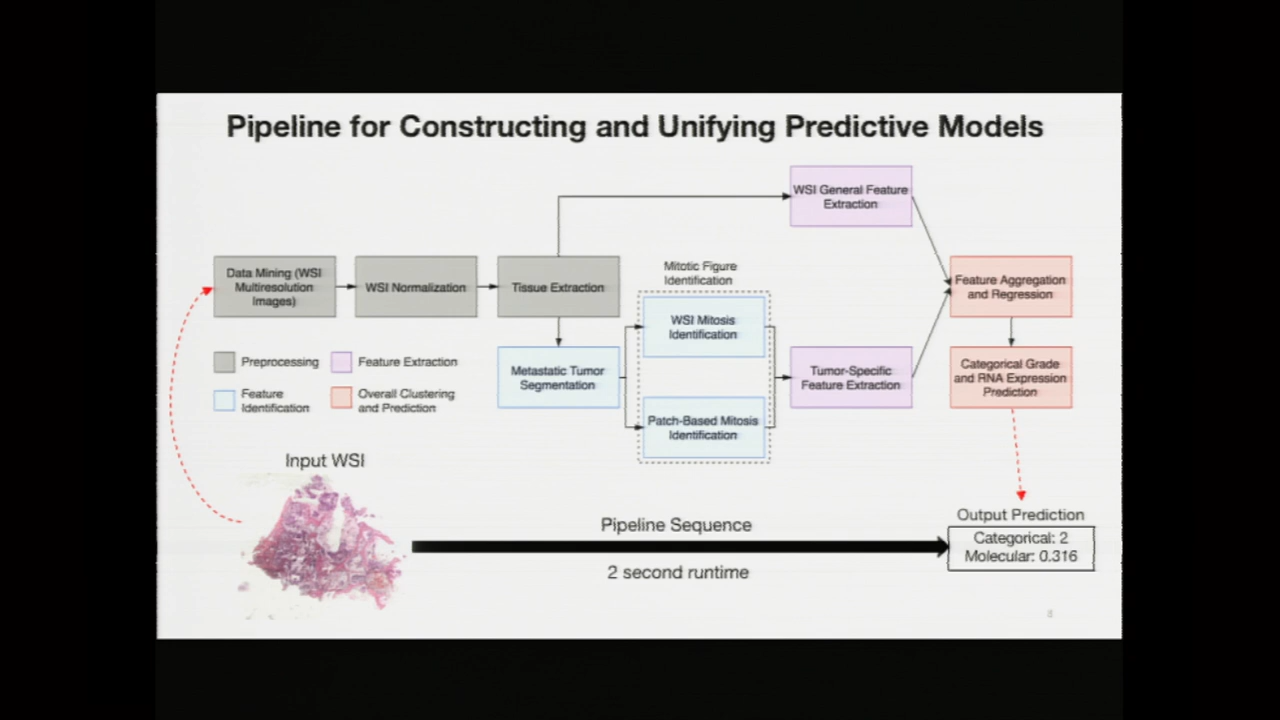 Pipeline for Constructing and Unifying Predictive Models
WSI General Feature
Extraction
Data Mining (WSI
Multiresolution
Images)
WSI Normalization
Tissue Extraction
Mitotic Figure
Identification
WSI Mitosis
Identification
Feature Aggregation
and Regression
Preprocessing
Feature Extraction
Feature
Identification
Overall Clustering
and Prediction
Metastatic Tumor
Segmentation
Patch-Based Mitosis
Identification
Tumor-Specific
Feature Extraction
Categorical Grade
and RNA Expression
Prediction
Input WSI
Pipeline Sequence
2 second runtime
Output Prediction
Categorical: 2
Molecular: 0.316
8